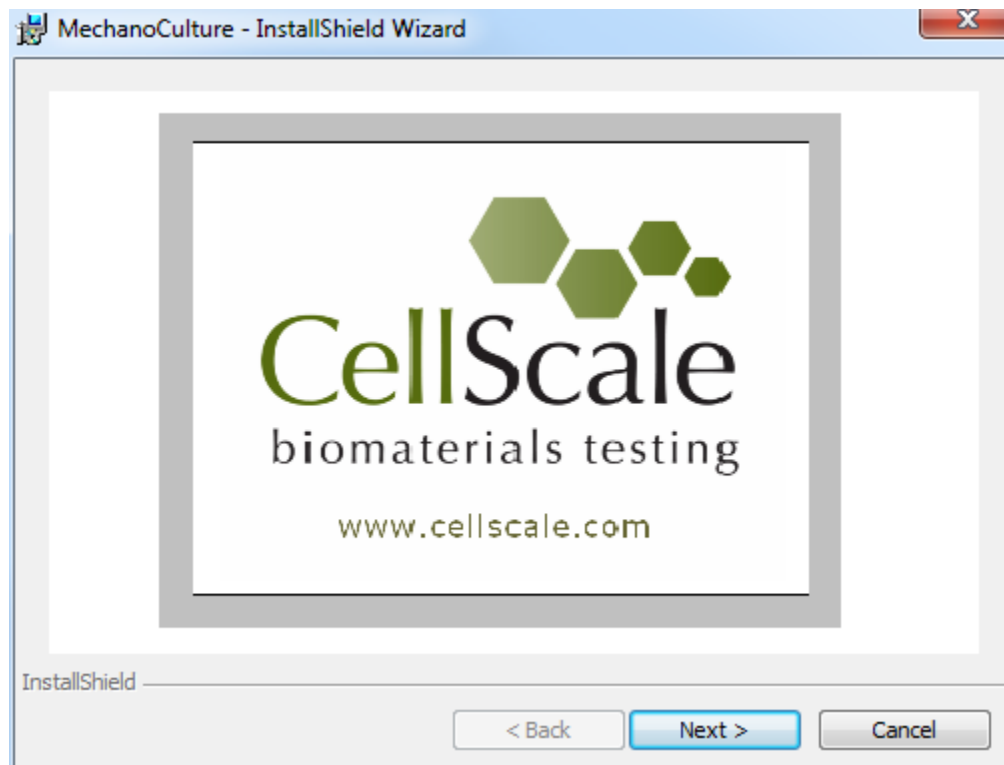 MechanoCulture - InstallShield Wizard
CellScale
biomaterials testing
www.cellscale.com
InstallShield
< Back Next > Cancel